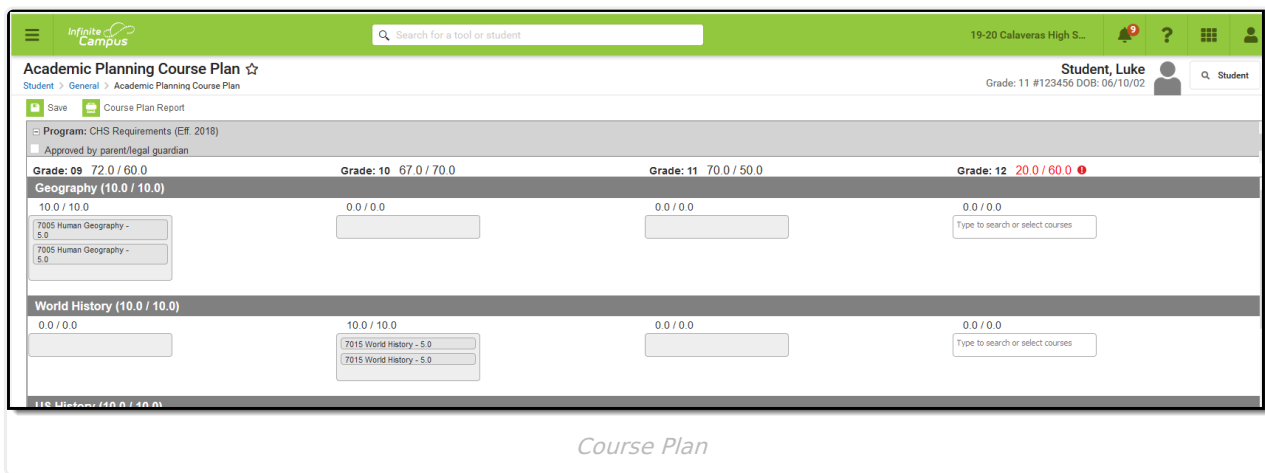 Infinite
Campus
Search for a tool or student
19-20 Calaveras High S...
9
?
Academic Planning Course Plan
Student, Luke
Student > General > Academic Planning Course Plan
Grade: 11 #123456 DOB: 06/10/02
Student
Save Course Plan Report
Program: CHS Requirements (Eff. 2018)
Approved by parent/legal guardian
Grade: 09 72.0 / 60.0 Grade: 10 67.0 / 70.0 Grade: 11 70.0 / 50.0 Grade: 12 20.0 / 60.0
Geography (10.0 / 10.0)
10.0 / 10.0 0.0 / 0.0 0.0 / 0.0 0.0 / 0.0
7005 Human Geography -
5.0
Type to search or select courses
7005 Human Geography -
5.0
World History (10.0 / 10.0)
0.0 / 0.0 10.0 / 10.0 0.0 / 0.0 0.0 / 0.0
7015 World History - 5.0
Type to search or select courses
7015 World History - 5.0
US History (10.0 / 10.0)
Course Plan